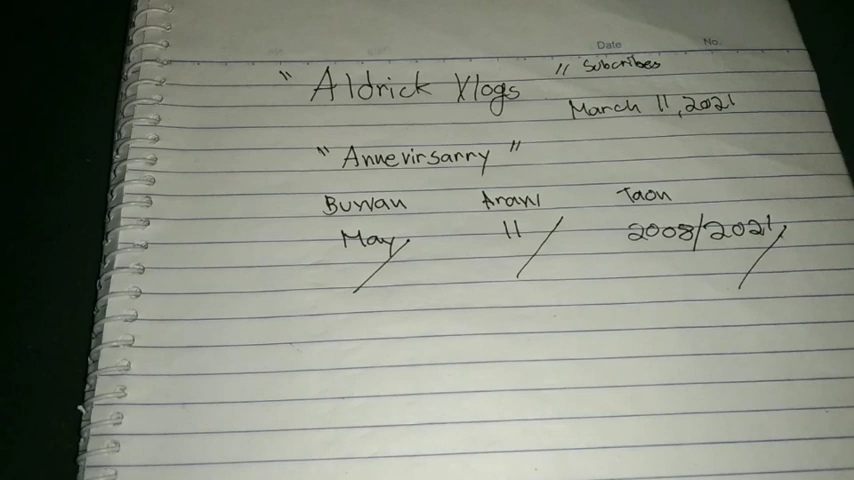 Date No.
" Aldrick Vlogs " Subcribes
March 11, 2021
" Annevirsarry "
Buwan Araw Taon
May 11 2008/2021